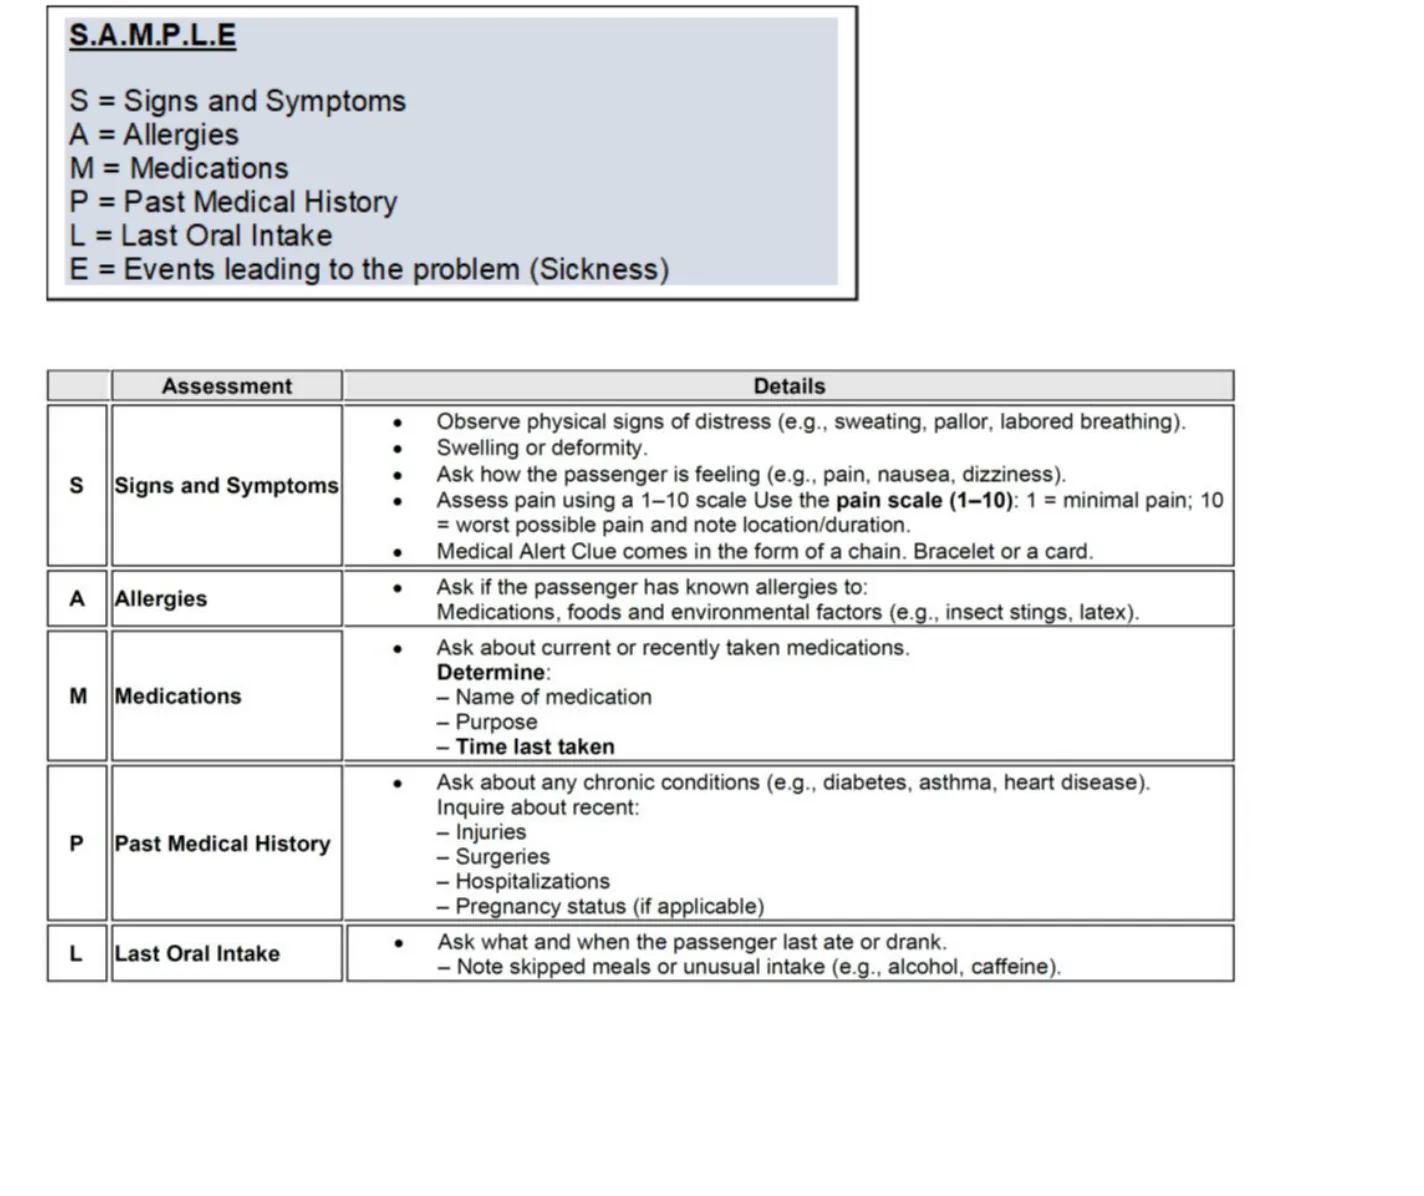 S.A.M.P.L.E
S = Signs and Symptoms
A = Allergies
M = Medications
P = Past Medical History
L = Last Oral Intake
E = Events leading to the problem (Sickness)
Assessment Details
S Signs and Symptoms
• Observe physical signs of distress (e.g., sweating, pallor, labored breathing).
• Swelling or deformity.
• Ask how the passenger is feeling (e.g., pain, nausea, dizziness).
• Assess pain using a 1–10 scale Use the pain scale (1–10): 1 = minimal pain; 10
= worst possible pain and note location/duration.
• Medical Alert Clue comes in the form of a chain. Bracelet or a card.
A Allergies
• Ask if the passenger has known allergies to:
Medications, foods and environmental factors (e.g., insect stings, latex).
M Medications
• Ask about current or recently taken medications.
Determine:
– Name of medication
– Purpose
– Time last taken
P Past Medical History
• Ask about any chronic conditions (e.g., diabetes, asthma, heart disease).
Inquire about recent:
– Injuries
– Surgeries
– Hospitalizations
– Pregnancy status (if applicable)
L Last Oral Intake
• Ask what and when the passenger last ate or drank.
– Note skipped meals or unusual intake (e.g., alcohol, caffeine).